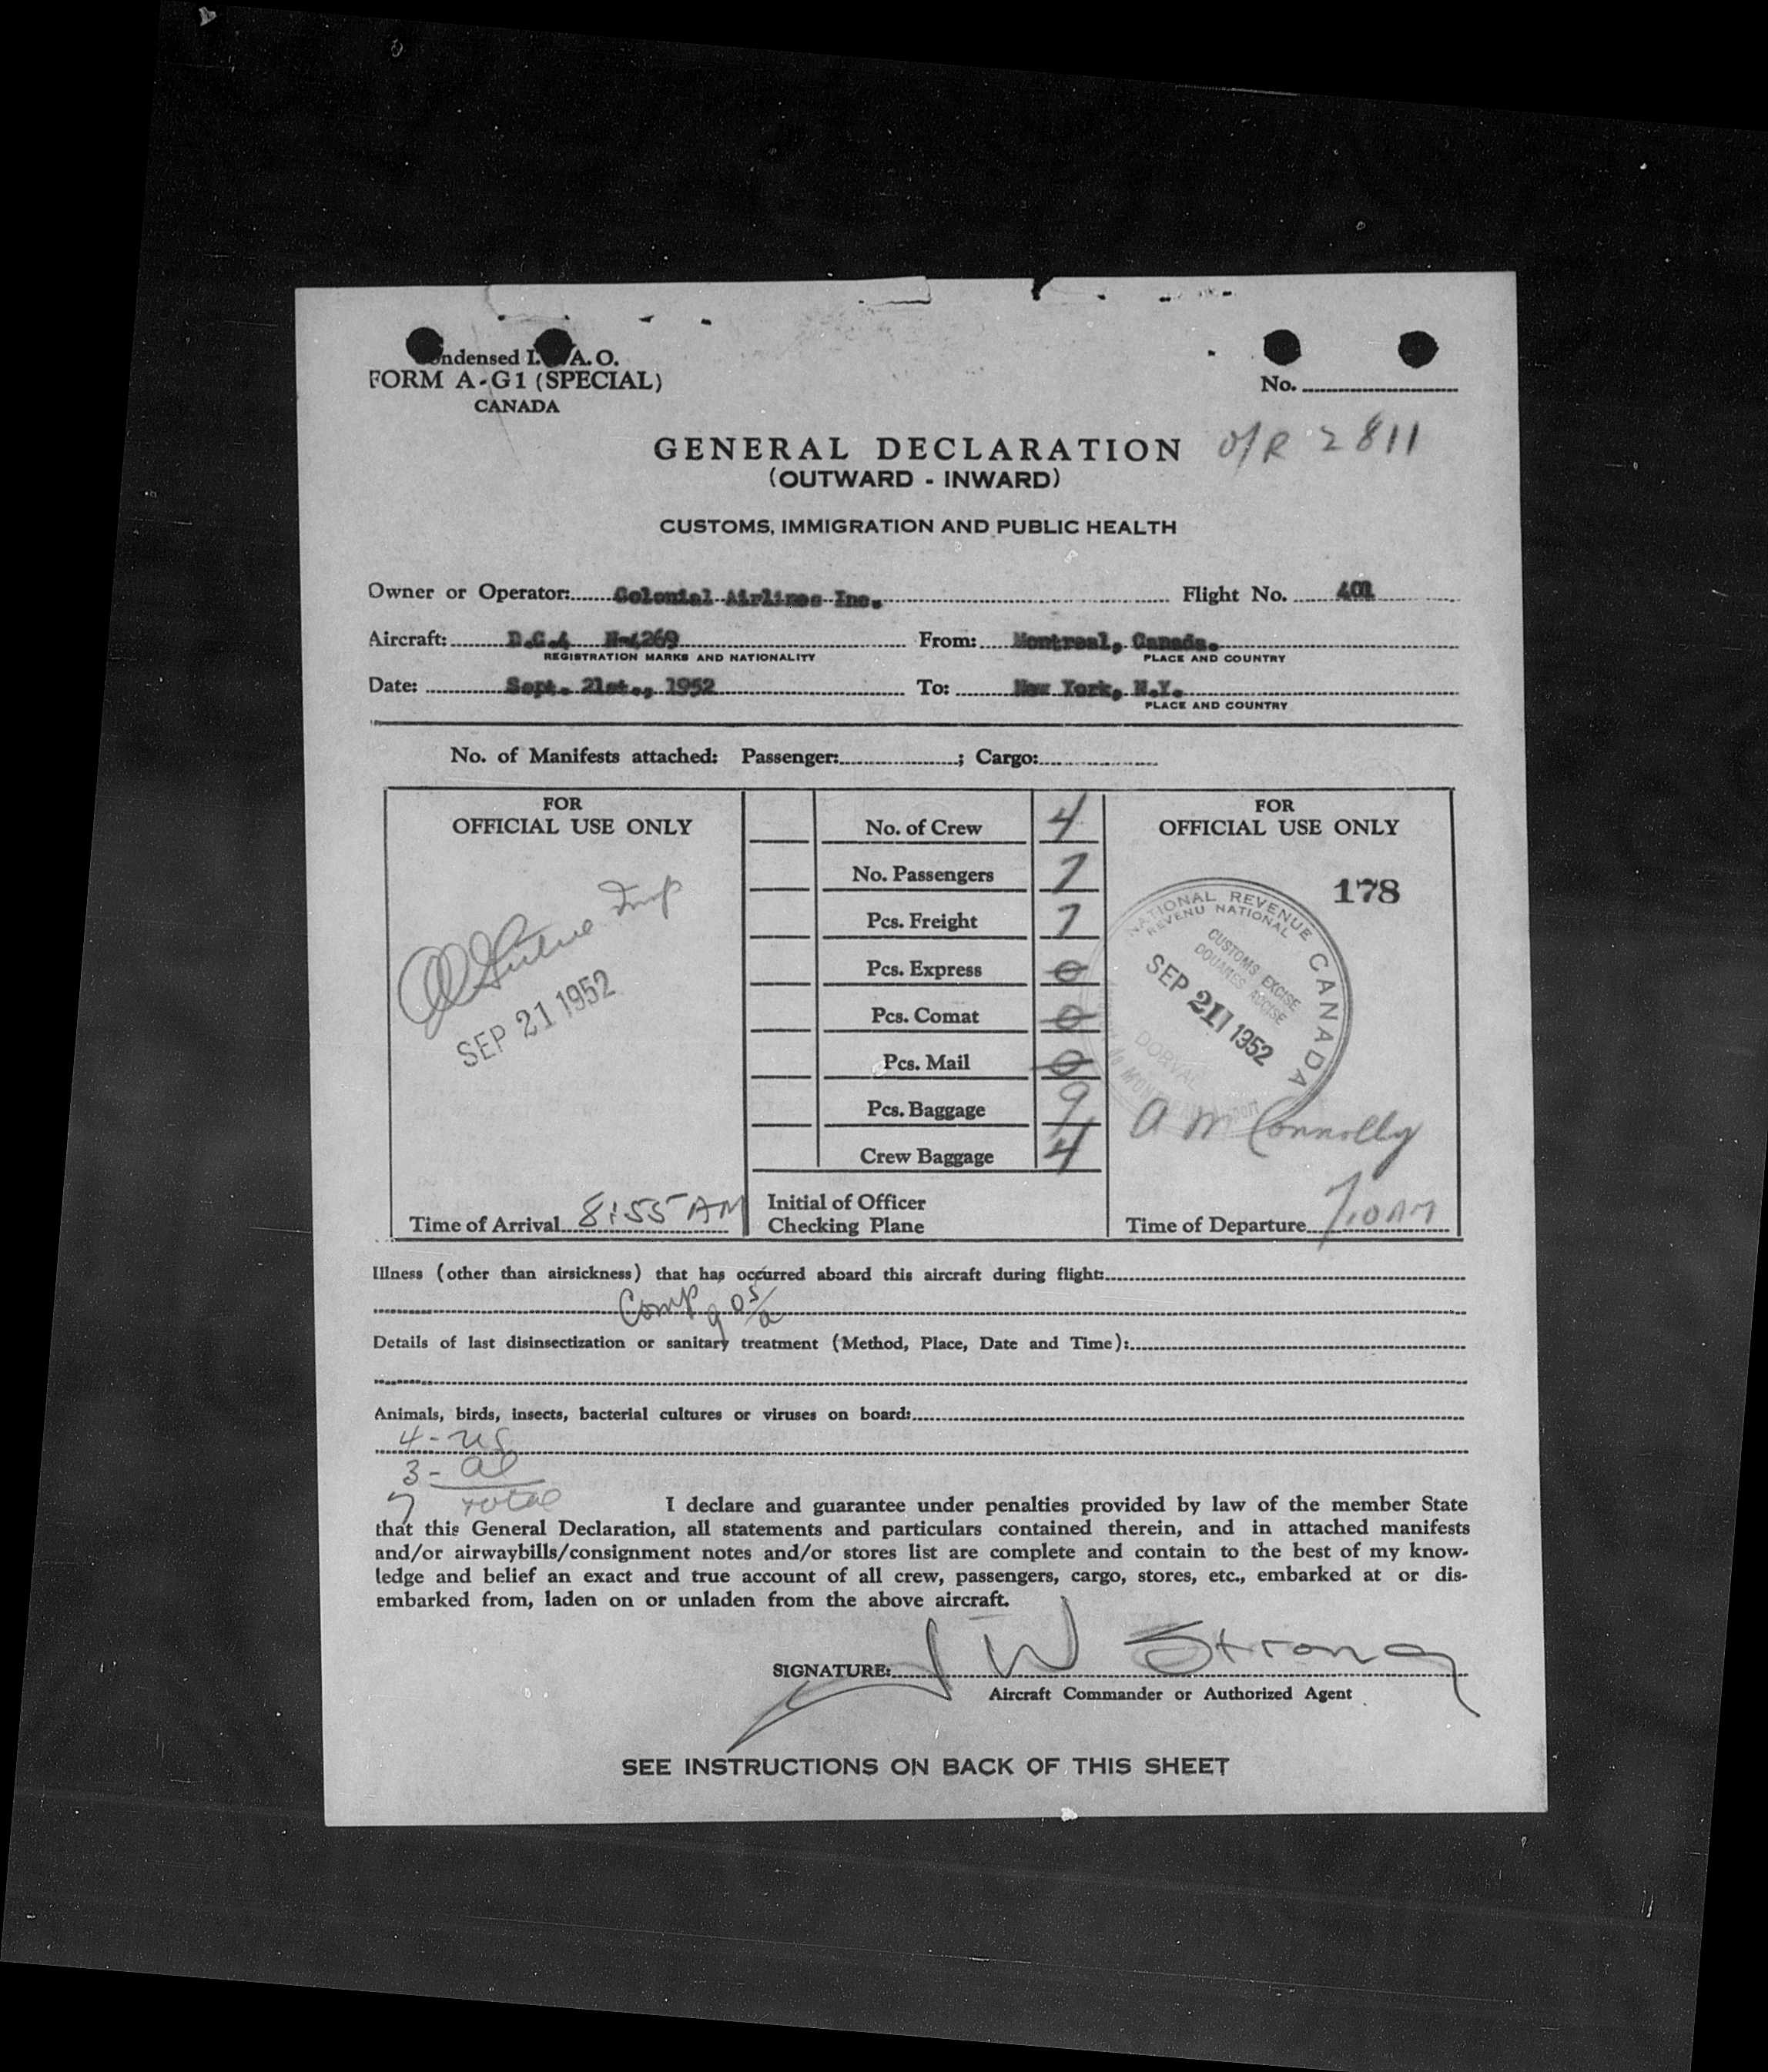 Condensed I.C.A.O.
FORM A-G1 (SPECIAL)
CANADA
No.
GENERAL DECLARATION O/R 2811
(OUTWARD - INWARD)
CUSTOMS, IMMIGRATION AND PUBLIC HEALTH
Owner or Operator: Colonial Airlines Inc. Flight No. 401
Aircraft: D.C.4 N-4269 From: Montreal, Canada.
REGISTRATION MARKS AND NATIONALITY PLACE AND COUNTRY
Date: Sept. 21st., 1952 To: New York, N.Y.
PLACE AND COUNTRY
No. of Manifests attached: Passenger: ; Cargo:
FOR
OFFICIAL USE ONLY
SEP 21 1952
Time of Arrival 8:55 AM
No. of Crew 4
No. Passengers 7
Pcs. Freight 7
Pcs. Express 0
Pcs. Comat 0
Pcs. Mail 0
Pcs. Baggage 9
Crew Baggage 4
Initial of Officer
Checking Plane
FOR
OFFICIAL USE ONLY
178
NATIONAL REVENUE CANADA
REVENU NATIONAL
CUSTOMS EXCISE
DOUANES ACCISE
SEP 21 1952
DORVAL
A M Connolly
Time of Departure 7:10 AM
Illness (other than airsickness) that has occurred aboard this aircraft during flight:
Comp
Details of last disinsectization or sanitary treatment (Method, Place, Date and Time):
Animals, birds, insects, bacterial cultures or viruses on board:
4 - US
3 - al
7 total
I declare and guarantee under penalties provided by law of the member State
that this General Declaration, all statements and particulars contained therein, and in attached manifests
and/or airwaybills/consignment notes and/or stores list are complete and contain to the best of my know-
ledge and belief an exact and true account of all crew, passengers, cargo, stores, etc., embarked at or dis-
embarked from, laden on or unladen from the above aircraft.
SIGNATURE: J W Strong
Aircraft Commander or Authorized Agent
SEE INSTRUCTIONS ON BACK OF THIS SHEET